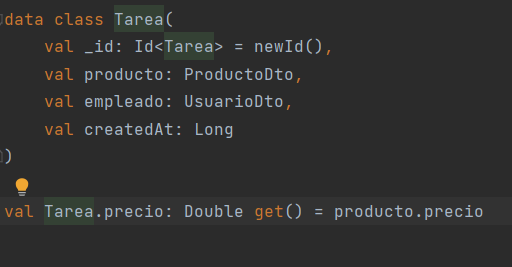 data class Tarea(
    val _id: Id<Tarea> = newId(),
    val producto: ProductoDto,
    val empleado: UsuarioDto,
    val createdAt: Long
)
val Tarea.precio: Double get() = producto.precio